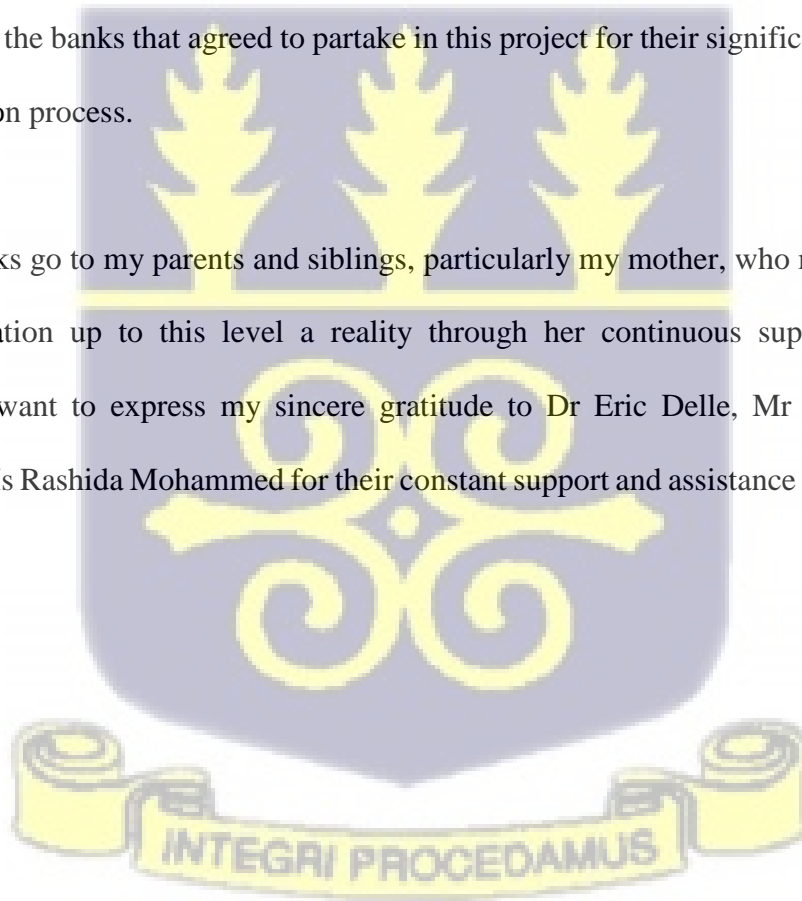 the banks that agreed to partake in this project for their signific
on process.
ks go to my parents and siblings, particularly my mother, who
ation up to this level a reality through her continuous sup
want to express my sincere gratitude to Dr Eric Delle, Mr
s Rashida Mohammed for their constant support and assistance
INTEGRI PROCEDAMUS